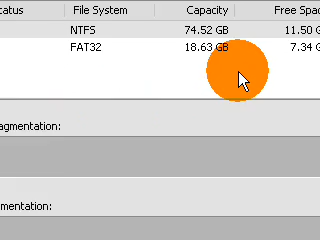 tatus File System Capacity Free Spac
NTFS 74.52 GB 11.50 G
FAT32 18.63 GB 7.34 G
agmentation:
mentation: